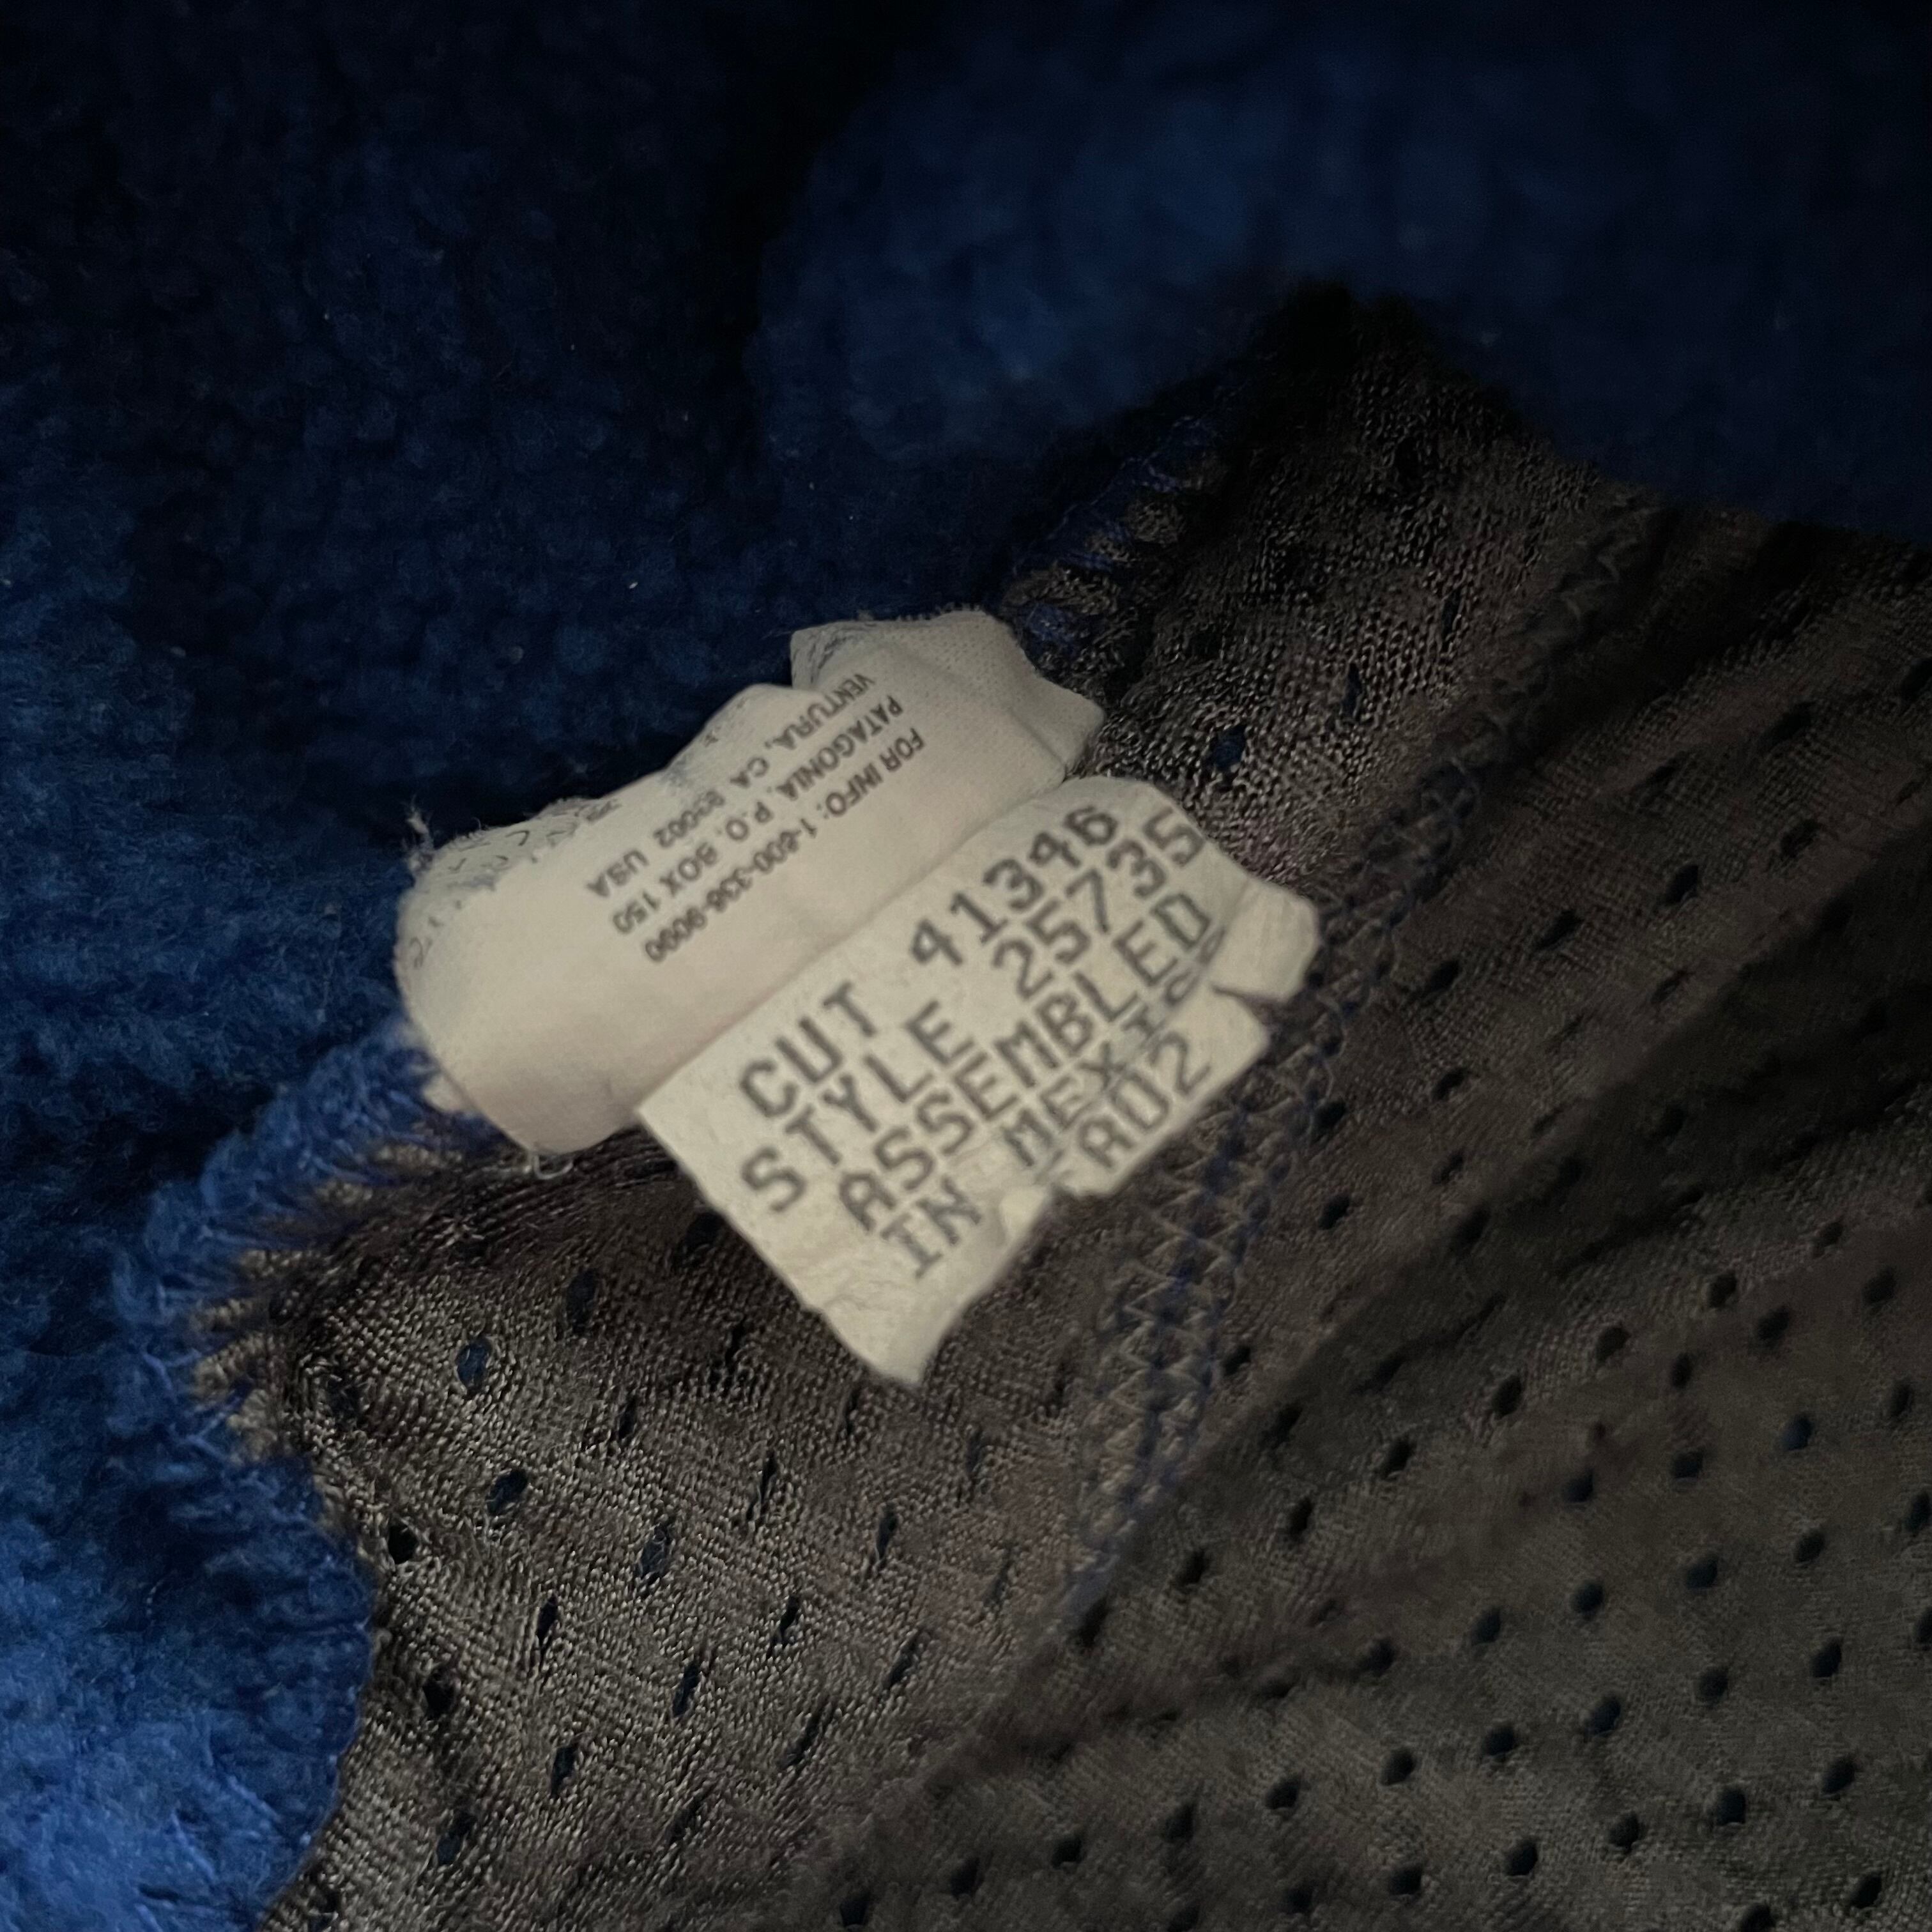 CUT 41346
STYLE 25735
ASSEMBLED
IN MEXICO
A02
FOR INFO: 1-800-336-9090
PATAGONIA, P.O. BOX 150
VENTURA, CA 93002 USA